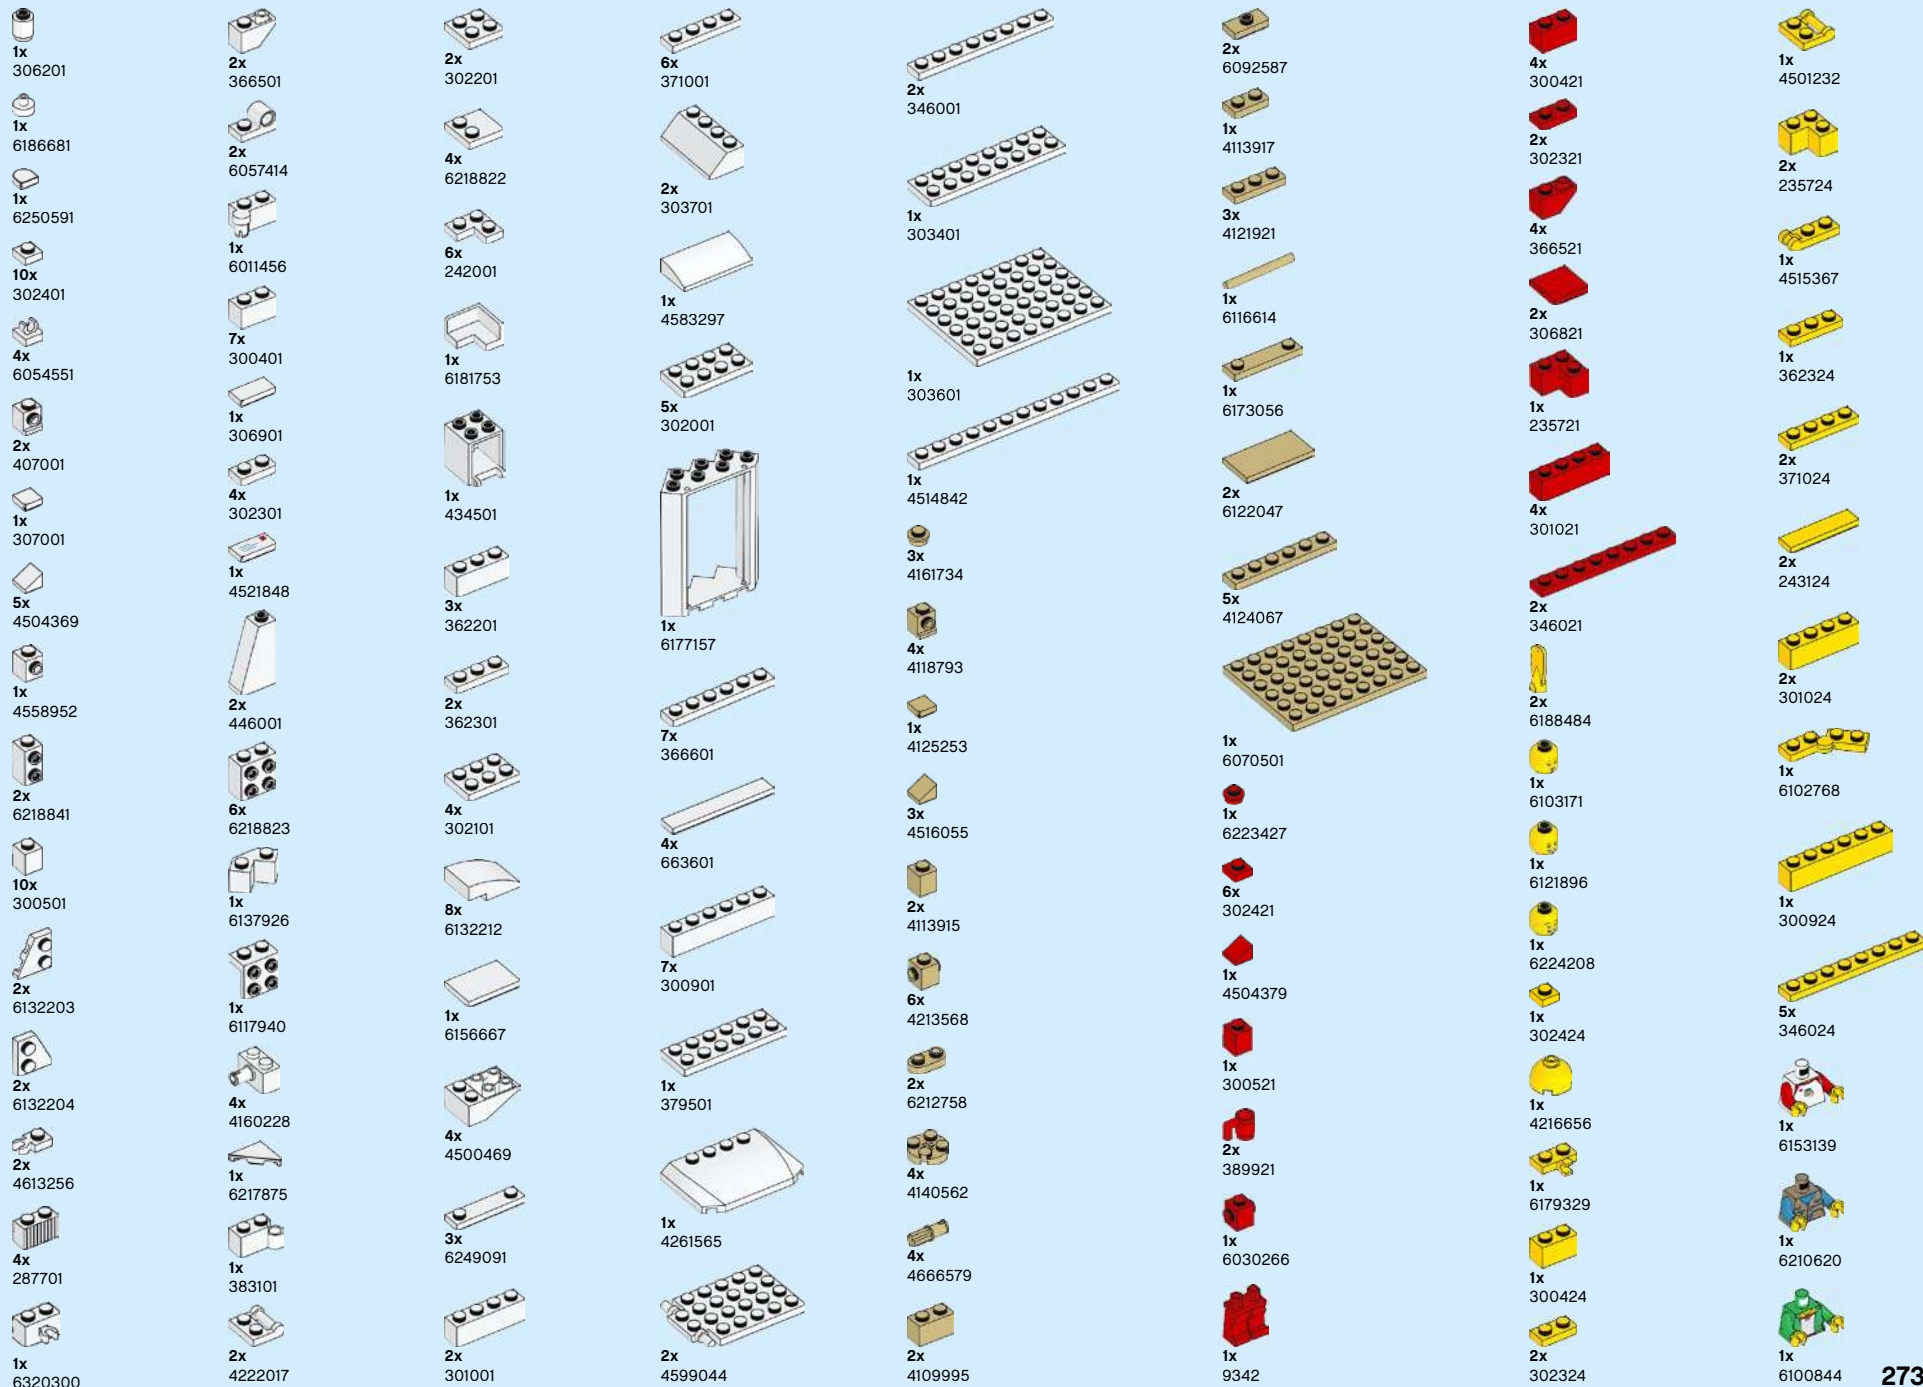 1x
306201
1x
6186681
1x
6250591
10x
302401
4x
6054551
2x
407001
1x
307001
5x
4504369
1x
4558952
2x
6218841
10x
300501
2x
6132203
2x
6132204
2x
4613256
4x
287701
1x
6320300
2x
366501
2x
6057414
1x
6011456
7x
300401
1x
306901
4x
302301
1x
4521848
2x
446001
6x
6218823
1x
6137926
1x
6117940
4x
4160228
1x
6217875
1x
383101
2x
4222017
2x
302201
4x
6218822
6x
242001
1x
6181753
1x
434501
3x
362201
2x
362301
4x
302101
8x
6132212
1x
6156667
4x
4500469
3x
6249091
2x
301001
6x
371001
2x
303701
1x
4583297
5x
302001
1x
6177157
7x
366601
4x
663601
7x
300901
1x
379501
1x
4261565
2x
4599044
2x
346001
1x
303401
1x
303601
1x
4514842
3x
4161734
4x
4118793
1x
4125253
3x
4516055
2x
4113915
6x
4213568
2x
6212758
4x
4140562
4x
4666579
2x
4109995
2x
6092587
1x
4113917
3x
4121921
1x
6116614
1x
6173056
2x
6122047
5x
4124067
1x
6070501
1x
6223427
6x
302421
1x
4504379
1x
300521
2x
389921
1x
6030266
1x
9342
4x
300421
2x
302321
4x
366521
2x
306821
1x
235721
4x
301021
2x
346021
2x
6188484
1x
6103171
1x
6121896
1x
6224208
1x
302424
1x
4216656
1x
6179329
1x
300424
2x
302324
1x
4501232
2x
235724
1x
4515367
1x
362324
2x
371024
2x
243124
2x
301024
1x
6102768
1x
300924
5x
346024
1x
6153139
1x
6210620
1x
6100844
273